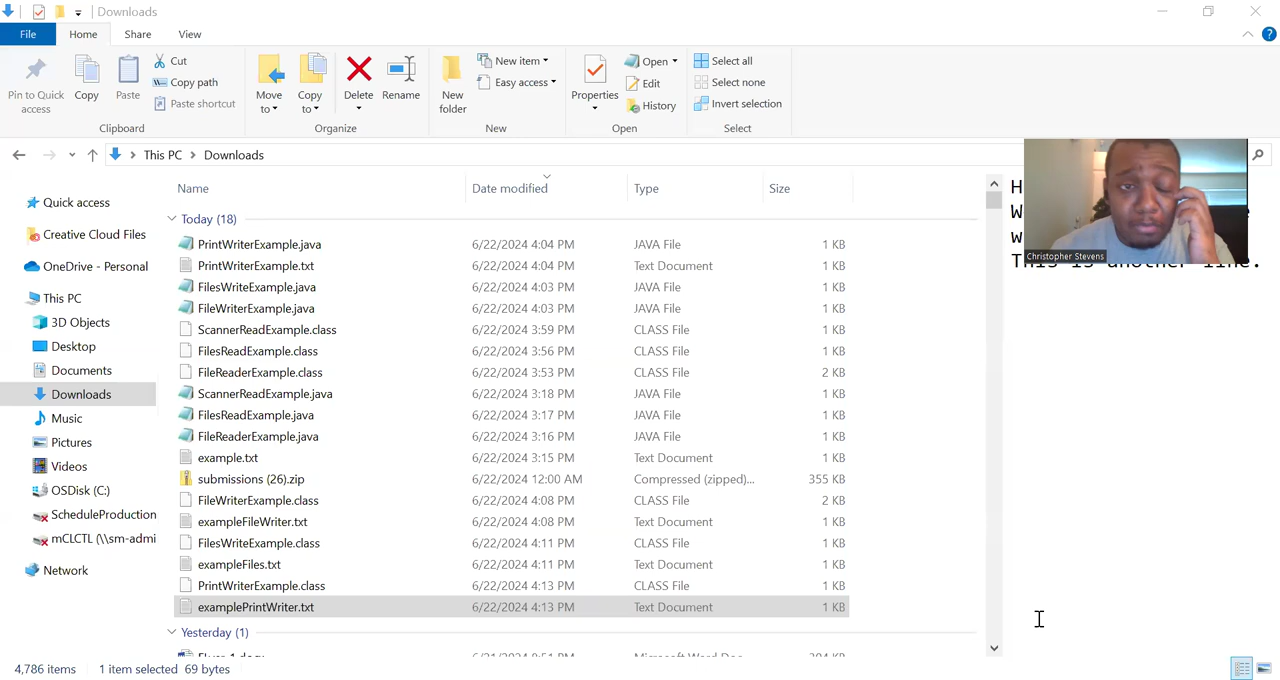 Downloads
File Home Share View
Pin to Quick access
Copy
Paste
Cut
Copy path
Paste shortcut
Clipboard
Move to
Copy to
Delete
Rename
Organize
New folder
New item
Easy access
New
Properties
Open
Edit
History
Open
Select all
Select none
Invert selection
Select
This PC > Downloads
Quick access
Creative Cloud Files
OneDrive - Personal
This PC
3D Objects
Desktop
Documents
Downloads
Music
Pictures
Videos
OSDisk (C:)
ScheduleProduction
mCLCTL (\\sm-admi
Network
Name Date modified Type Size
Today (18)
PrintWriterExample.java 6/22/2024 4:04 PM JAVA File 1 KB
PrintWriterExample.txt 6/22/2024 4:04 PM Text Document 1 KB
FilesWriteExample.java 6/22/2024 4:03 PM JAVA File 1 KB
FileWriterExample.java 6/22/2024 4:03 PM JAVA File 1 KB
ScannerReadExample.class 6/22/2024 3:59 PM CLASS File 1 KB
FilesReadExample.class 6/22/2024 3:56 PM CLASS File 1 KB
FileReaderExample.class 6/22/2024 3:53 PM CLASS File 2 KB
ScannerReadExample.java 6/22/2024 3:18 PM JAVA File 1 KB
FilesReadExample.java 6/22/2024 3:17 PM JAVA File 1 KB
FileReaderExample.java 6/22/2024 3:16 PM JAVA File 1 KB
example.txt 6/22/2024 3:15 PM Text Document 1 KB
submissions (26).zip 6/22/2024 12:00 AM Compressed (zipped)... 355 KB
FileWriterExample.class 6/22/2024 4:08 PM CLASS File 2 KB
exampleFileWriter.txt 6/22/2024 4:08 PM Text Document 1 KB
FilesWriteExample.class 6/22/2024 4:11 PM CLASS File 1 KB
exampleFiles.txt 6/22/2024 4:11 PM Text Document 1 KB
PrintWriterExample.class 6/22/2024 4:13 PM CLASS File 1 KB
examplePrintWriter.txt 6/22/2024 4:13 PM Text Document 1 KB
Yesterday (1)
Christopher Stevens
This is another line.
4,786 items 1 item selected 69 bytes